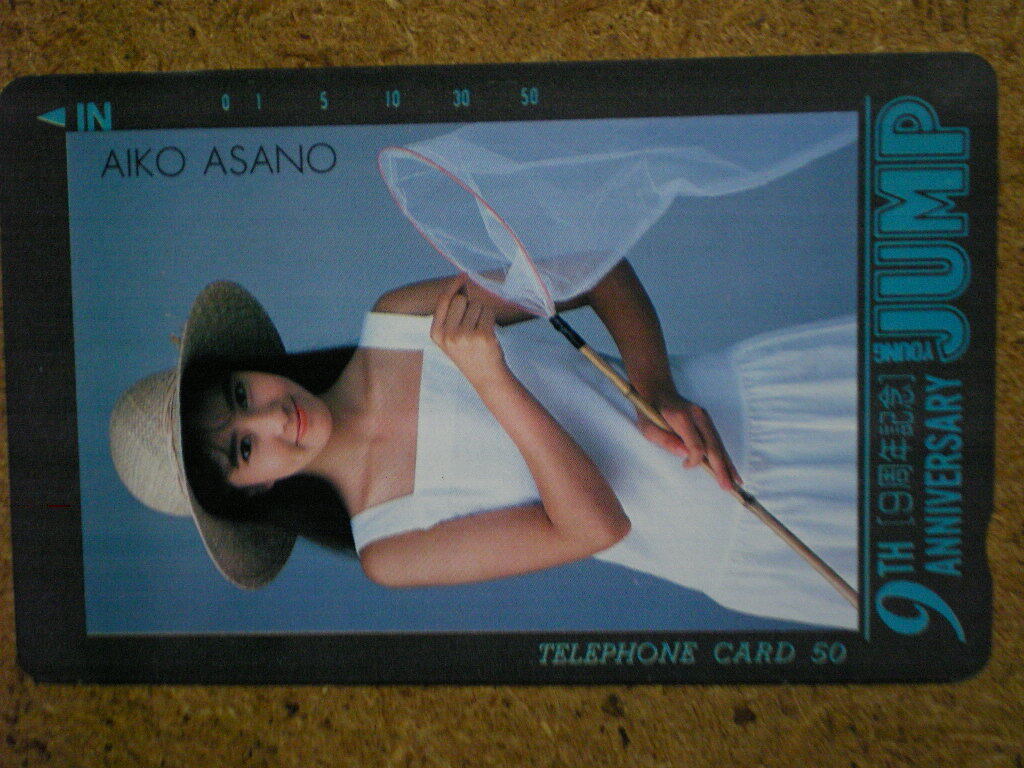 IN
0 1 5 10 30 50
AIKO ASANO
TELEPHONE CARD 50
9TH [9周年記念] YOUNG JUMP
ANNIVERSARY